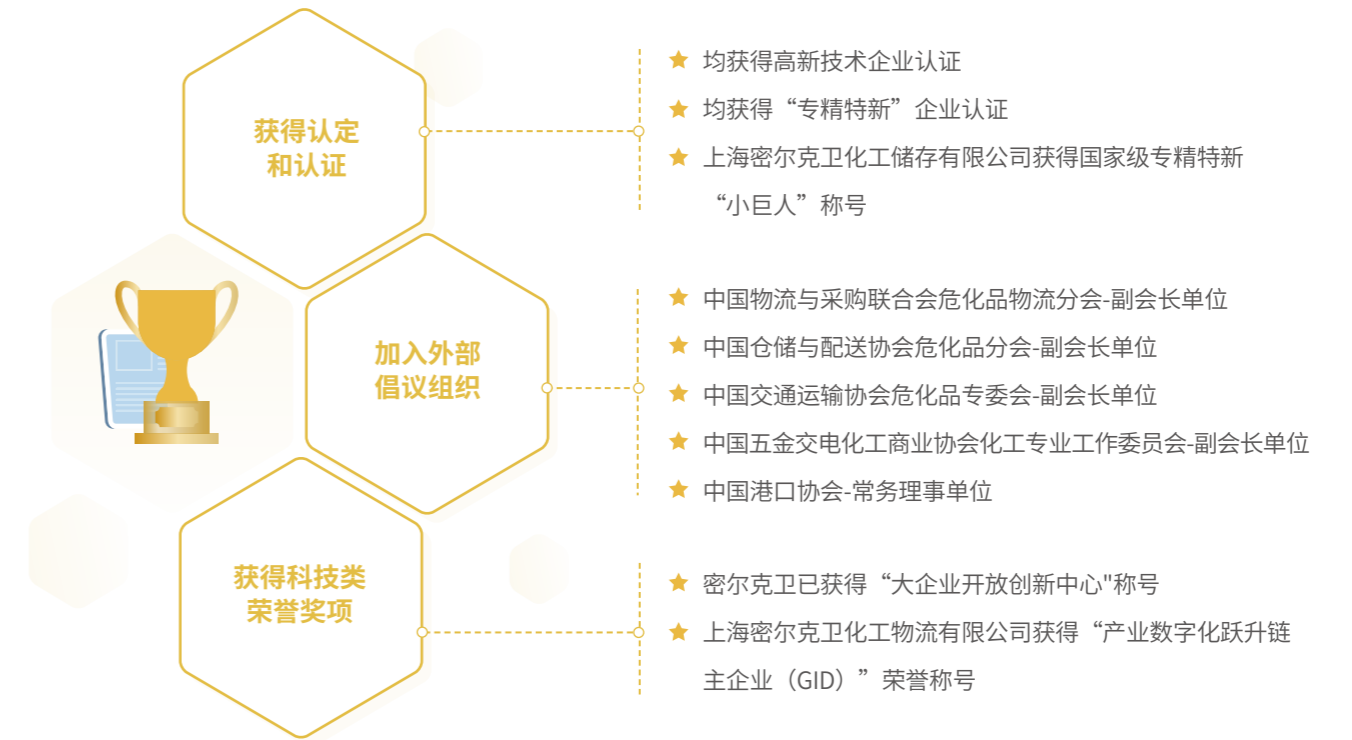 获得认定
和认证
均获得高新技术企业认证
均获得“专精特新”企业认证
上海密尔克卫化工储存有限公司获得国家级专精特新
“小巨人”称号
加入外部
倡议组织
中国物流与采购联合会危化品物流分会-副会长单位
中国仓储与配送协会危化品分会-副会长单位
中国交通运输协会危化品专委会-副会长单位
中国五金交电化工商业协会化工专业工作委员会-副会长单位
中国港口协会-常务理事单位
获得科技类
荣誉奖项
密尔克卫已获得“大企业开放创新中心"称号
上海密尔克卫化工物流有限公司获得“产业数字化跃升链
主企业（GID）”荣誉称号